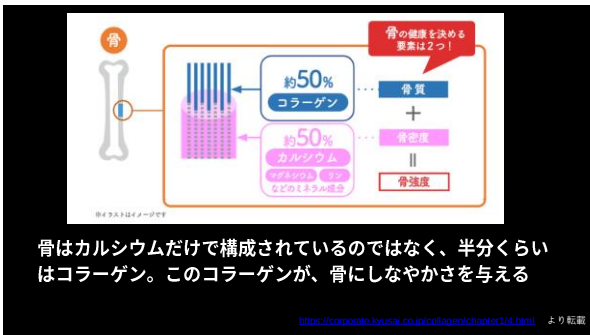 骨の健康を決める
要素は2つ！
骨
約50%
コラーゲン
骨質
＋
約50%
カルシウム
マグネシウム リン
などのミネラル成分
骨密度
＝
骨強度
※イラストはイメージです
骨はカルシウムだけで構成されているのではなく、半分くらい
はコラーゲン。このコラーゲンが、骨にしなやかさを与える
より転載